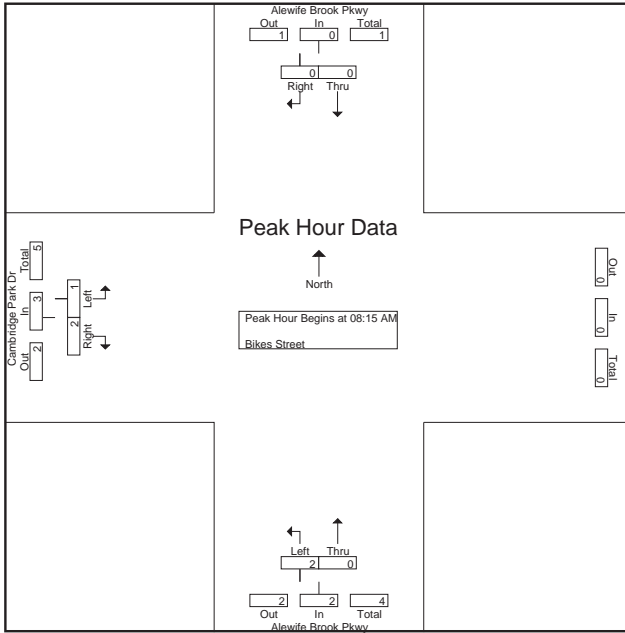 Alewife Brook Pkwy
Out In Total
1 0 1
0 0
Right Thru
Peak Hour Data
North
Peak Hour Begins at 08:15 AM
Bikes Street
Cambridge Park Dr
Out In Total
2 3 5
Right Left
2 1
Out In Total
0 0 0
Left Thru
2 0
2 2 4
Out In Total
Alewife Brook Pkwy